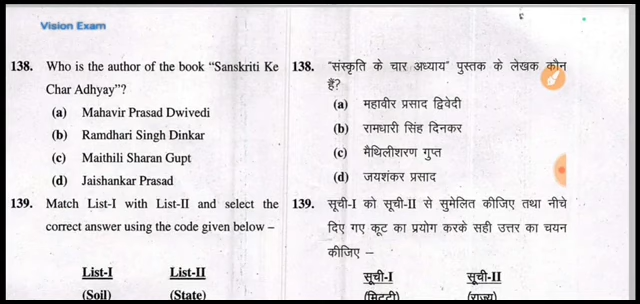 Vision Exam
138. Who is the author of the book “Sanskriti Ke
Char Adhyay”?
(a) Mahavir Prasad Dwivedi
(b) Ramdhari Singh Dinkar
(c) Maithili Sharan Gupt
(d) Jaishankar Prasad
139. Match List-I with List-II and select the
correct answer using the code given below –
List-I List-II
(Soil) (State)
138. “संस्कृति के चार अध्याय” पुस्तक के लेखक कौन
हैं?
(a) महावीर प्रसाद द्विवेदी
(b) रामधारी सिंह दिनकर
(c) मैथिलीशरण गुप्त
(d) जयशंकर प्रसाद
139. सूची-I को सूची-II से सुमेलित कीजिए तथा नीचे
दिए गए कूट का प्रयोग करके सही उत्तर का चयन
कीजिए –
सूची-I सूची-II
(मिट्टी) (राज्य)